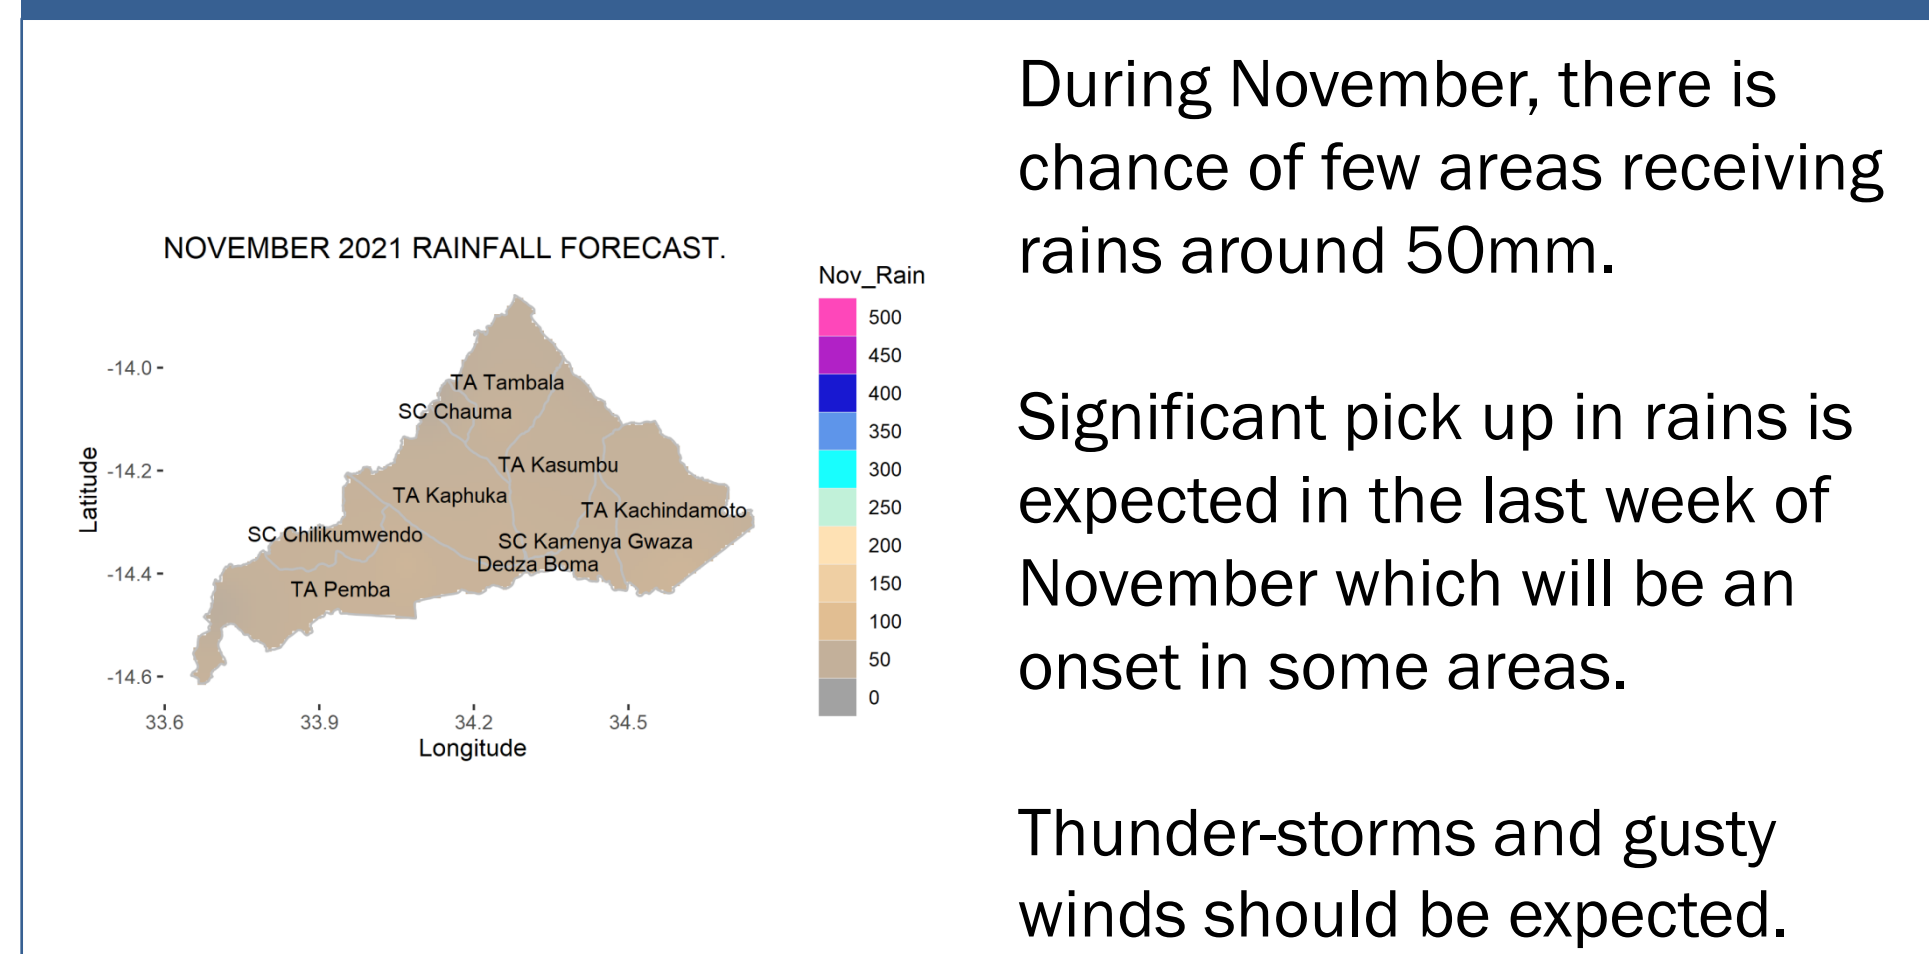 NOVEMBER 2021 RAINFALL FORECAST.
Nov_Rain
500
450
400
350
300
250
200
150
100
50
0
Latitude
-14.0
-14.2
-14.4
-14.6
TA Tambala
SC Chauma
TA Kasumbu
TA Kaphuka
TA Kachindamoto
SC Chilikumwendo
SC Kamenya Gwaza
Dedza Boma
TA Pemba
33.6 33.9 34.2 34.5
Longitude
During November, there is
chance of few areas receiving
rains around 50mm.
Significant pick up in rains is
expected in the last week of
November which will be an
onset in some areas.
Thunder-storms and gusty
winds should be expected.